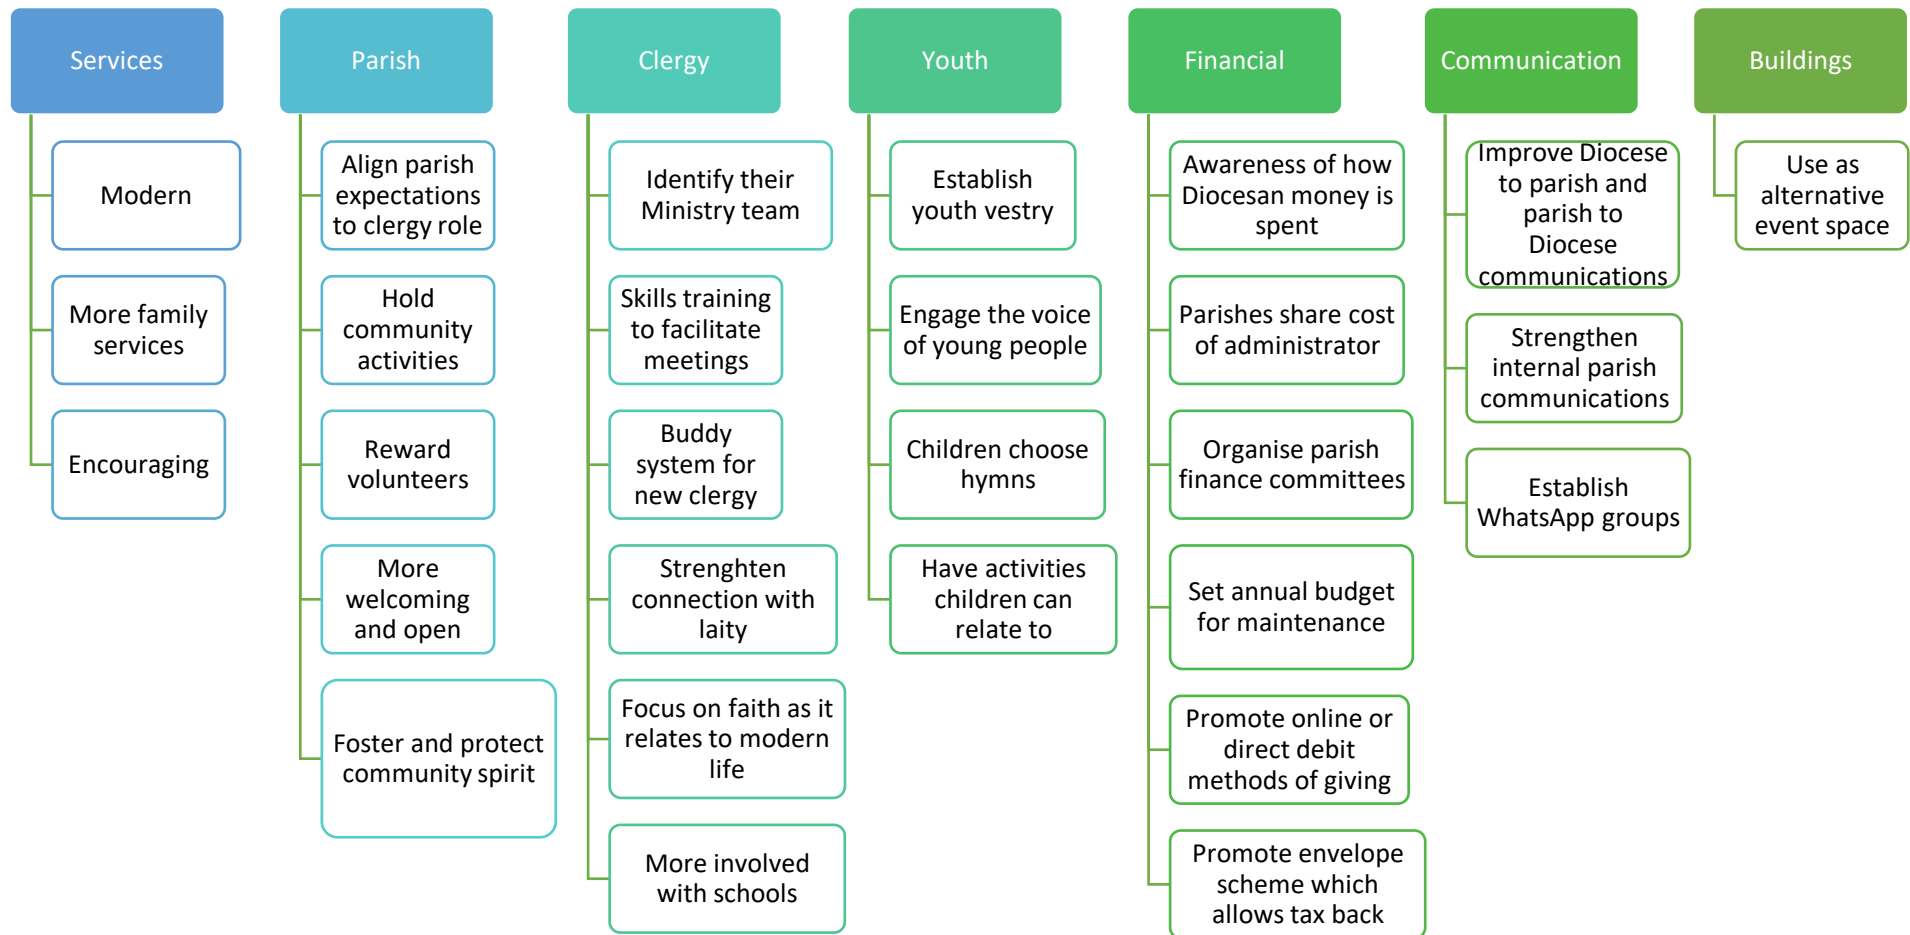 Services
Modern
More family
services
Encouraging
Parish
Align parish
expectations
to clergy role
Hold
community
activities
Reward
volunteers
More
welcoming
and open
Foster and protect
community spirit
Clergy
Identify their
Ministry team
Skills training
to facilitate
meetings
Buddy
system for
new clergy
Strenghten
connection with
laity
Focus on faith as it
relates to modern
life
More involved
with schools
Youth
Establish
youth vestry
Engage the voice
of young people
Children choose
hymns
Have activities
children can
relate to
Financial
Awareness of how
Diocesan money is
spent
Parishes share cost
of administrator
Organise parish
finance committees
Set annual budget
for maintenance
Promote online or
direct debit
methods of giving
Promote envelope
scheme which
allows tax back
Communication
Improve Diocese
to parish and
parish to
Diocese
communications
Strengthen
internal parish
communications
Establish
WhatsApp groups
Buildings
Use as
alternative
event space